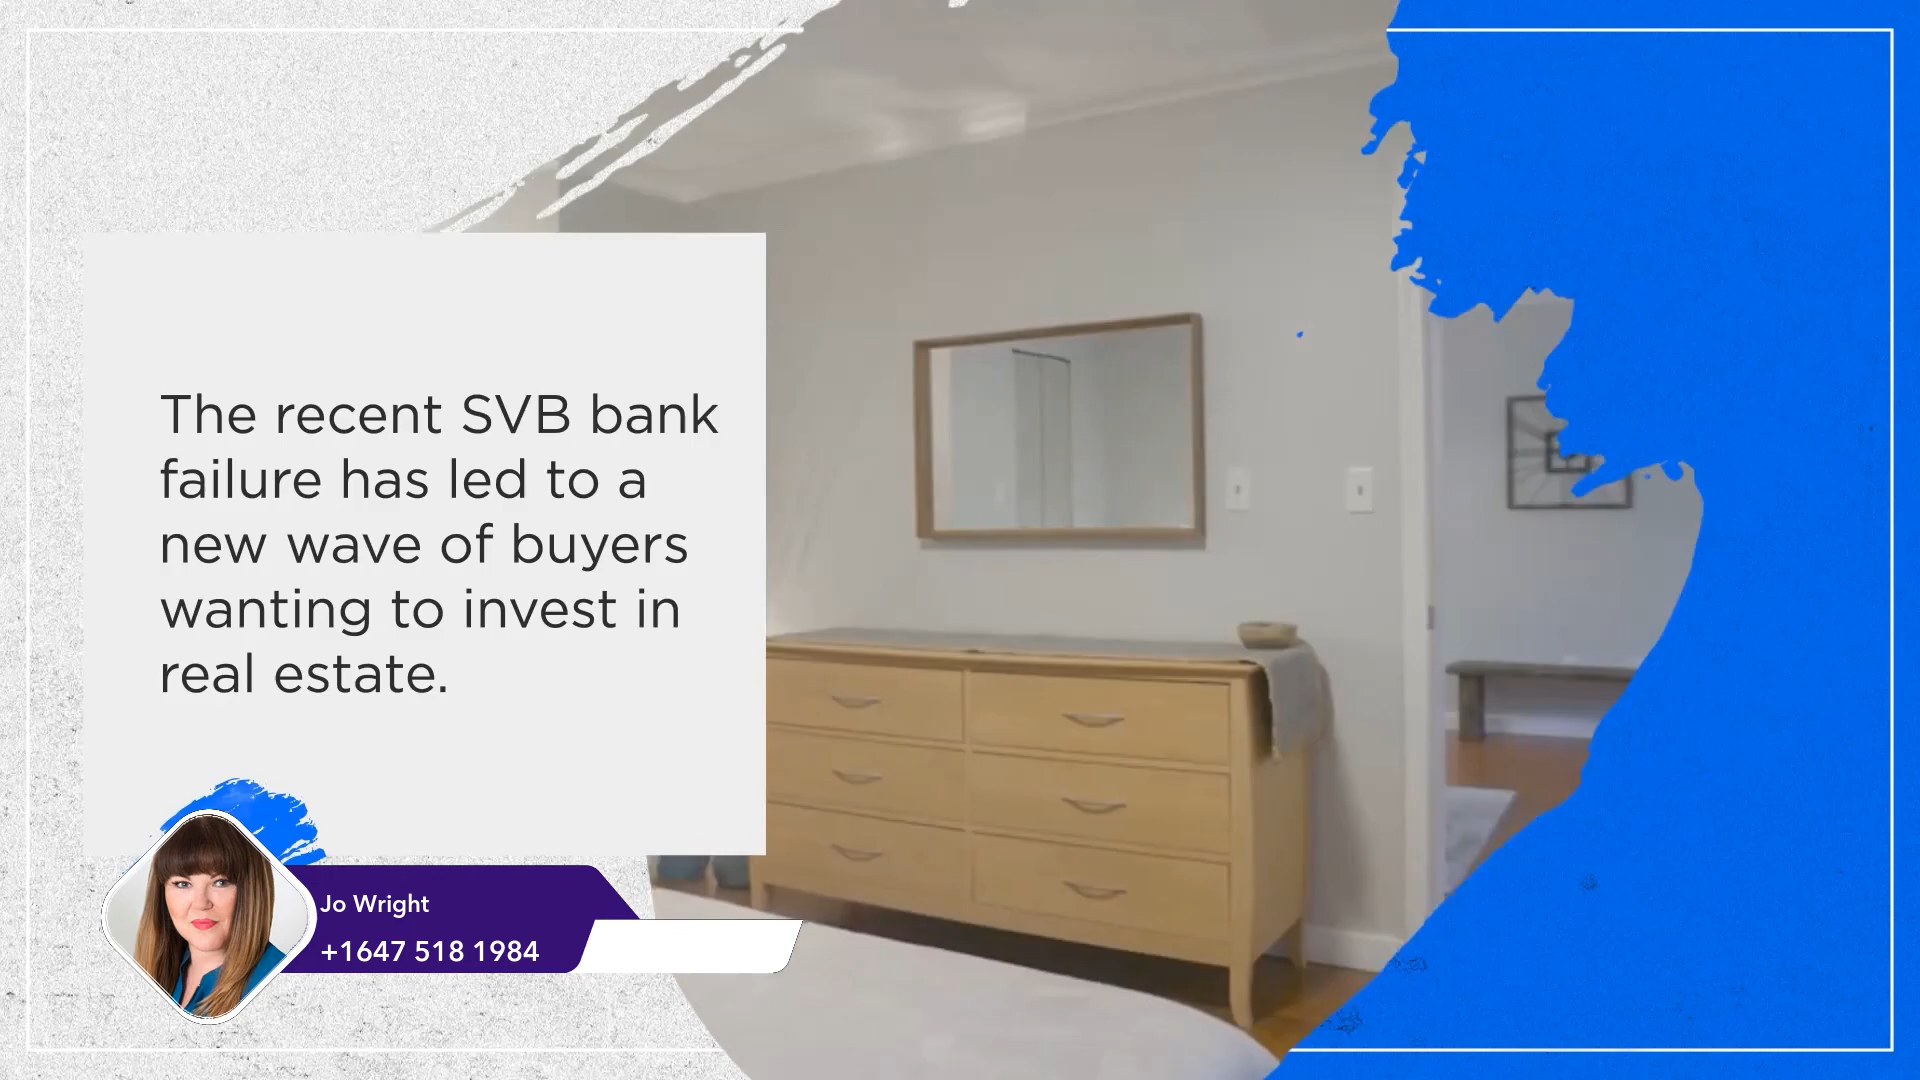 The recent SVB bank
failure has led to a
new wave of buyers
wanting to invest in
real estate.
Jo Wright
+1647 518 1984